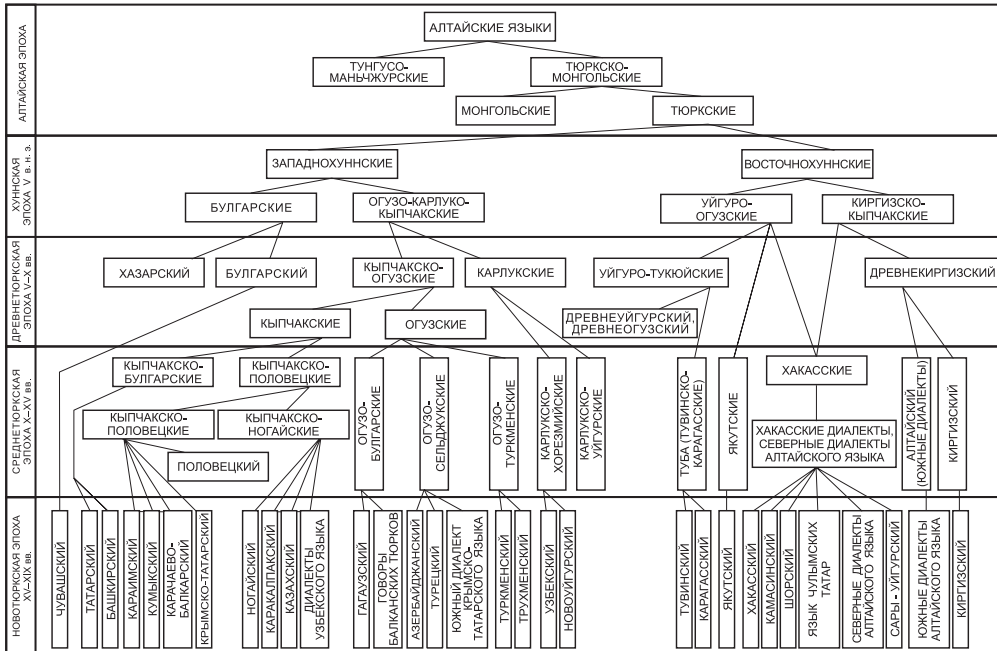 АЛТАЙСКАЯ ЭПОХА
АЛТАЙСКИЕ ЯЗЫКИ
ТУНГУСО-
МАНЬЧЖУРСКИЕ
ТЮРКСКО-
МОНГОЛЬСКИЕ
МОНГОЛЬСКИЕ
ТЮРКСКИЕ
ХУННСКАЯ
ЭПОХА V в. н. э.
ЗАПАДНОХУННСКИЕ
ВОСТОЧНОХУННСКИЕ
БУЛГАРСКИЕ
ОГУЗО-КАРЛУКО-
КЫПЧАКСКИЕ
УЙГУРО-
ОГУЗСКИЕ
КИРГИЗСКО-
КЫПЧАКСКИЕ
ДРЕВНЕТЮРКСКАЯ
ЭПОХА V–X вв.
ХАЗАРСКИЙ
БУЛГАРСКИЙ
КЫПЧАКСКО-
ОГУЗСКИЕ
КАРЛУКСКИЕ
УЙГУРО-ТУКЮЙСКИЕ
ДРЕВНЕКИРГИЗСКИЙ
КЫПЧАКСКИЕ
ОГУЗСКИЕ
ДРЕВНЕУЙГУРСКИЙ,
ДРЕВНЕОГУЗСКИЙ
СРЕДНЕТЮРКСКАЯ
ЭПОХА X–XV вв.
КЫПЧАКСКО-
БУЛГАРСКИЕ
КЫПЧАКСКО-
ПОЛОВЕЦКИЕ
КЫПЧАКСКО-
ПОЛОВЕЦКИЕ
КЫПЧАКСКО-
НОГАЙСКИЕ
ПОЛОВЕЦКИЙ
ОГУЗО-
БУЛГАРСКИЕ
ОГУЗО-
СЕЛЬДЖУКСКИЕ
ОГУЗО-
ТУРКМЕНСКИЕ
КАРЛУКСКО-
ХОРЕЗМИЙСКИЕ
КАРЛУКСКО-
УЙГУРСКИЕ
ТУБА (ТУВИНСКО-
КАРАГАССКИЕ)
ЯКУТСКИЕ
ХАКАССКИЕ
ХАКАССКИЕ ДИАЛЕКТЫ,
СЕВЕРНЫЕ ДИАЛЕКТЫ
АЛТАЙСКОГО ЯЗЫКА
АЛТАЙСКИЙ
(ЮЖНЫЕ ДИАЛЕКТЫ)
КИРГИЗСКИЙ
НОВОТЮРКСКАЯ ЭПОХА
XV–XIX вв.
ЧУВАШСКИЙ
ТАТАРСКИЙ
БАШКИРСКИЙ
КАРАИМСКИЙ
КУМЫКСКИЙ
КАРАЧАЕВО-
БАЛКАРСКИЙ
КРЫМСКО-ТАТАРСКИЙ
НОГАЙСКИЙ
КАРАКАЛПАКСКИЙ
КАЗАХСКИЙ
ДИАЛЕКТЫ
УЗБЕКСКОГО ЯЗЫКА
ГАГАУЗСКИЙ
ГОВОРЫ
БАЛКАНСКИХ ТЮРКОВ
АЗЕРБАЙДЖАНСКИЙ
ТУРЕЦКИЙ
ЮЖНЫЙ ДИАЛЕКТ
КРЫМСКО-
ТАТАРСКОГО ЯЗЫКА
ТУРКМЕНСКИЙ
ТРУХМЕНСКИЙ
УЗБЕКСКИЙ
НОВОУЙГУРСКИЙ
ТУВИНСКИЙ
КАРАГАССКИЙ
ЯКУТСКИЙ
ХАКАССКИЙ
КАМАСИНСКИЙ
ШОРСКИЙ
ЯЗЫК ЧУЛЫМСКИХ
ТАТАР
СЕВЕРНЫЕ ДИАЛЕКТЫ
АЛТАЙСКОГО ЯЗЫКА
САРЫ-УЙГУРСКИЙ
ЮЖНЫЕ ДИАЛЕКТЫ
АЛТАЙСКОГО ЯЗЫКА
КИРГИЗСКИЙ